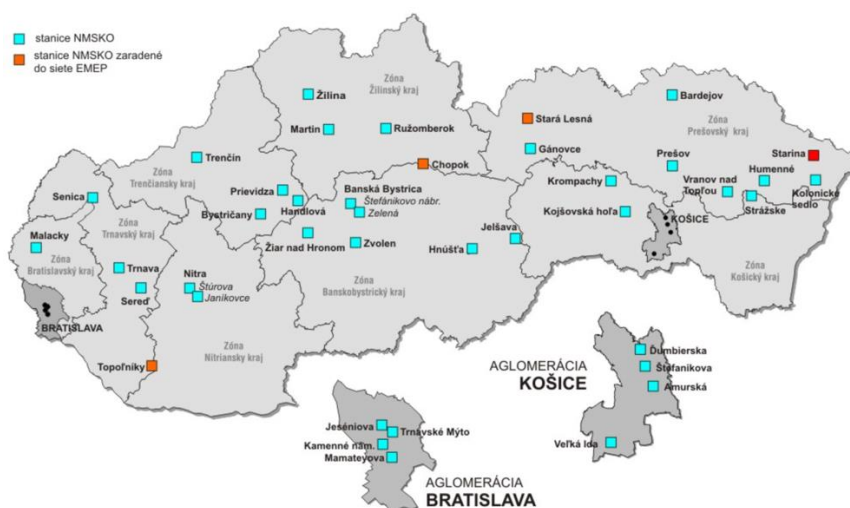 stanice NMSKO
stanice NMSKO zaradené
do siete EMEP
Zóna
Žilinský kraj
Žilina
Martin
Ružomberok
Stará Lesná
Gánovce
Bardejov
Zóna
Prešovský kraj
Prešov
Starina
Humenné
Vranov nad
Topľou
Kolonické
sedlo
Strážske
Chopok
Zóna
Trenčiansky kraj
Trenčín
Prievidza
Handlová
Bystričany
Banská Bystrica
Štefánikovo nábr.
Zelená
Krompachy
Kojšovská hoľa
KOŠICE
Senica
Malacky
Zóna
Bratislavský kraj
Zóna
Trnavský kraj
Trnava
Sereď
Žiar nad Hronom
Zvolen
Hnúšťa
Jelšava
Zóna
Košický kraj
Nitra
Štúrova
Janíkovce
Zóna
Banskobystrický kraj
BRATISLAVA
Zóna
Nitriansky kraj
Topoľníky
AGLOMERÁCIA
KOŠICE
Ďumbierska
Štefánikova
Amurská
Veľká Ida
Jeséniova
Trnavské Mýto
Kamenné nám.
Mamateyova
AGLOMERÁCIA
BRATISLAVA